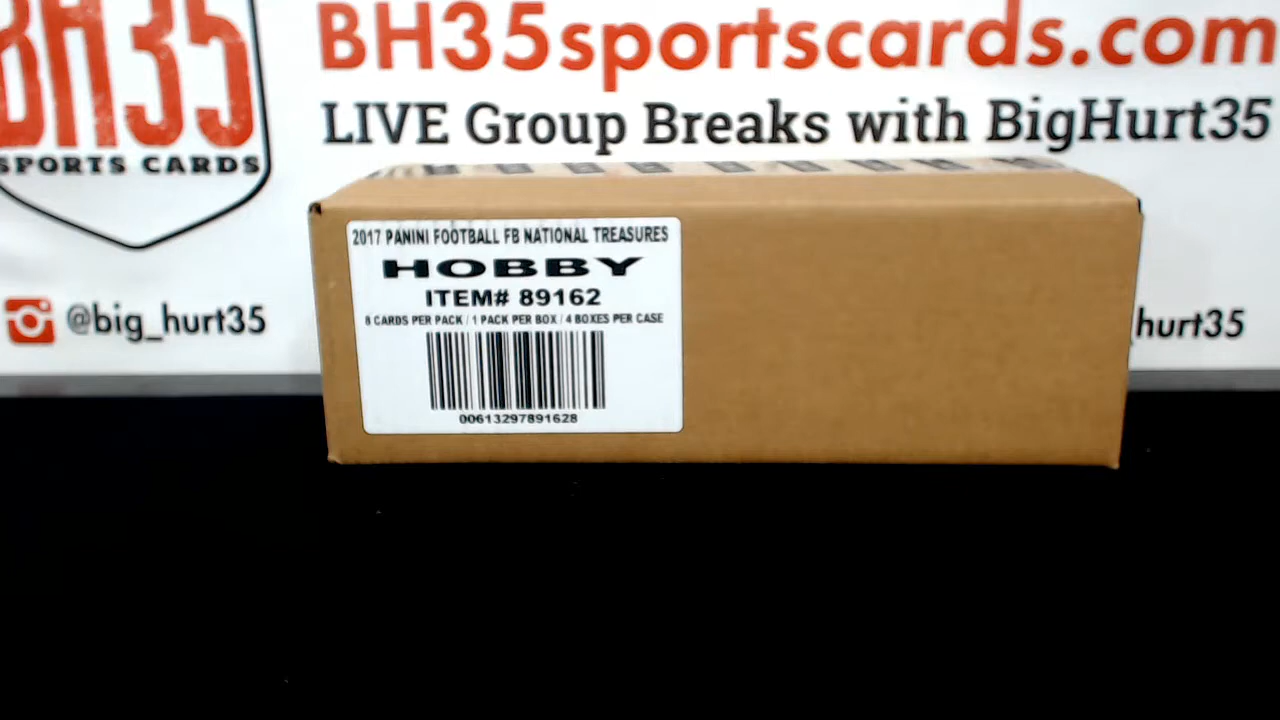 BH35
SPORTS CARDS
BH35sportscards.com
LIVE Group Breaks with BigHurt35
@big_hurt35
hurt35
2017 PANINI FOOTBALL FB NATIONAL TREASURES
HOBBY
ITEM# 89162
8 CARDS PER PACK / 1 PACK PER BOX / 4 BOXES PER CASE
00613297891628